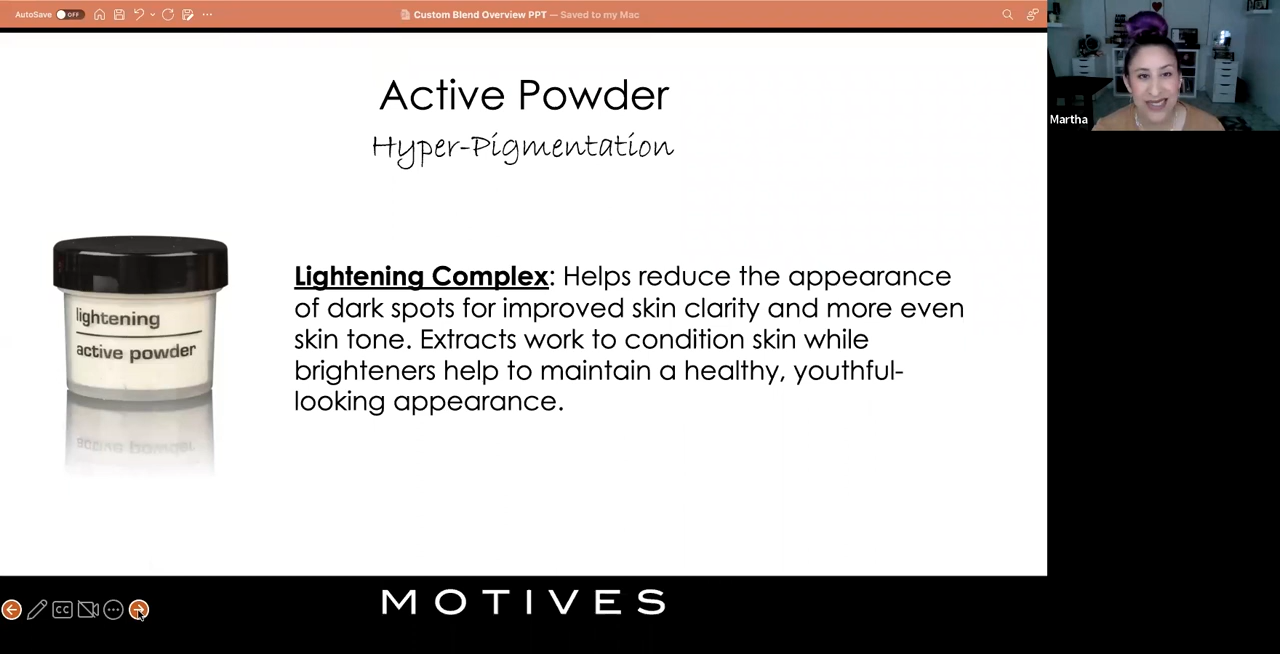 AutoSave OFF
Custom Blend Overview PPT — Saved to my Mac
Martha
Active Powder
Hyper-Pigmentation
lightening
active powder
Lightening Complex: Helps reduce the appearance
of dark spots for improved skin clarity and more even
skin tone. Extracts work to condition skin while
brighteners help to maintain a healthy, youthful-
looking appearance.
CC
MOTIVES